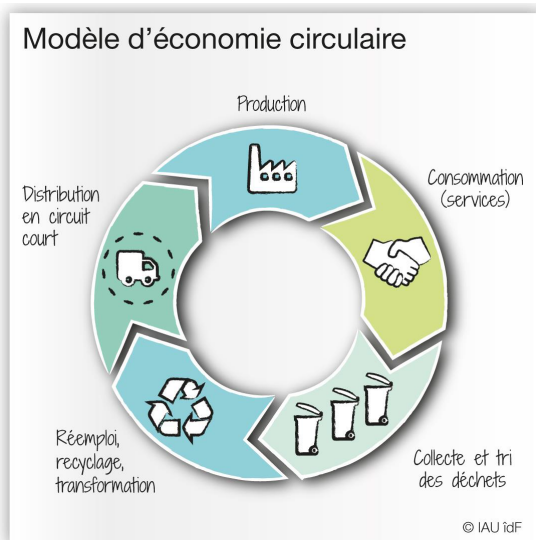 Modèle d'économie circulaire
Production
Consommation
(services)
Collecte et tri
des déchets
Réemploi,
recyclage,
transformation
Distribution
en circuit
court
© IAU îdF